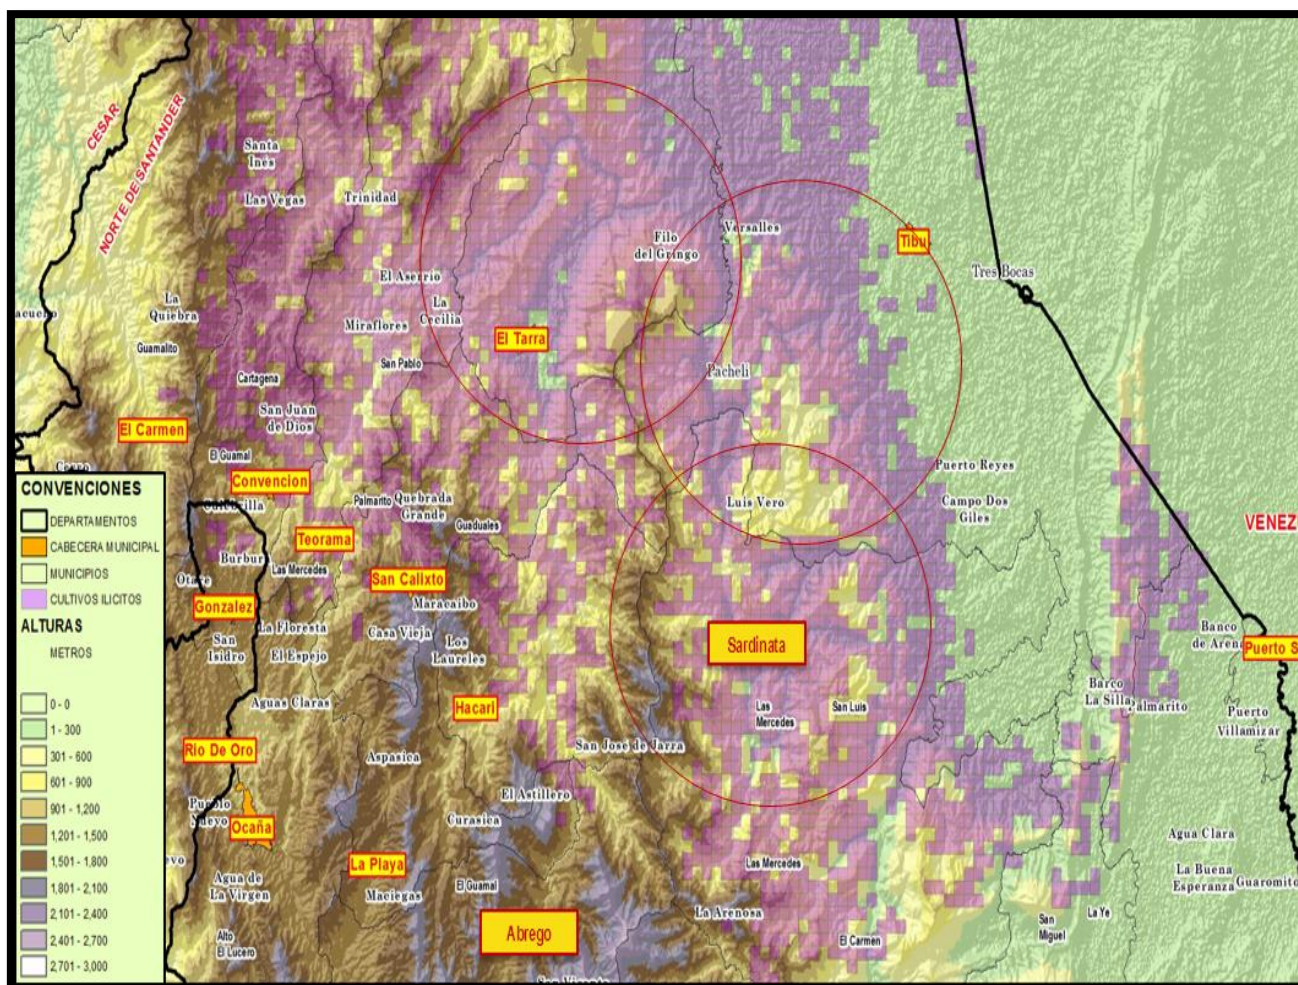 CESAR
NORTE DE SANTANDER
Santa
Ines
Las Vegas
Trinidad
Filo
del Gringo
Versalles
Tibu
El Aserrio
Tres Bocas
La
Quiebra
La
Cecilia
Guamalito
Miraflores
El Tarra
San Pablo
Pacheli
Cartagena
San Juan
de Dios
El Carmen
El Guamal
Convencion
Puerto Reyes
Palmarito
Quebrada
Grande
Luis Vero
Campo Dos
Giles
Guaduales
VENEZ
Teorama
Burbur
Las Mercedes
Otare
San Calixto
Maracaibo
Gonzalez
La Floresta
Casa Vieja
Los
Laureles
San
Isidro
El Espejo
Sardinata
Banco
de Arena
Puerto S
Aguas Claras
Hacari
Las
Mercedes
San Luis
Barco
La Silla
Palmarito
Puerto
Villamizar
Rio De Oro
Aspasica
San Jose de Jarra
El Astillero
Pueblo
Nuevo
Ocaña
Curasica
Agua Clara
La Playa
Las Mercedes
La Buena
Esperanza
Guaromito
Agua de
La Virgen
Maciegas
El Guamal
La Arenosa
San
Miguel
La Ye
Alto
El Lucero
Abrego
El Carmen
San Vicente
CONVENCIONES
DEPARTAMENTOS
CABECERA MUNICIPAL
MUNICIPIOS
CULTIVOS ILICITOS
ALTURAS
METROS
0 - 0
1 - 300
301 - 600
601 - 900
901 - 1,200
1,201 - 1,500
1,501 - 1,800
1,801 - 2,100
2,101 - 2,400
2,401 - 2,700
2,701 - 3,000